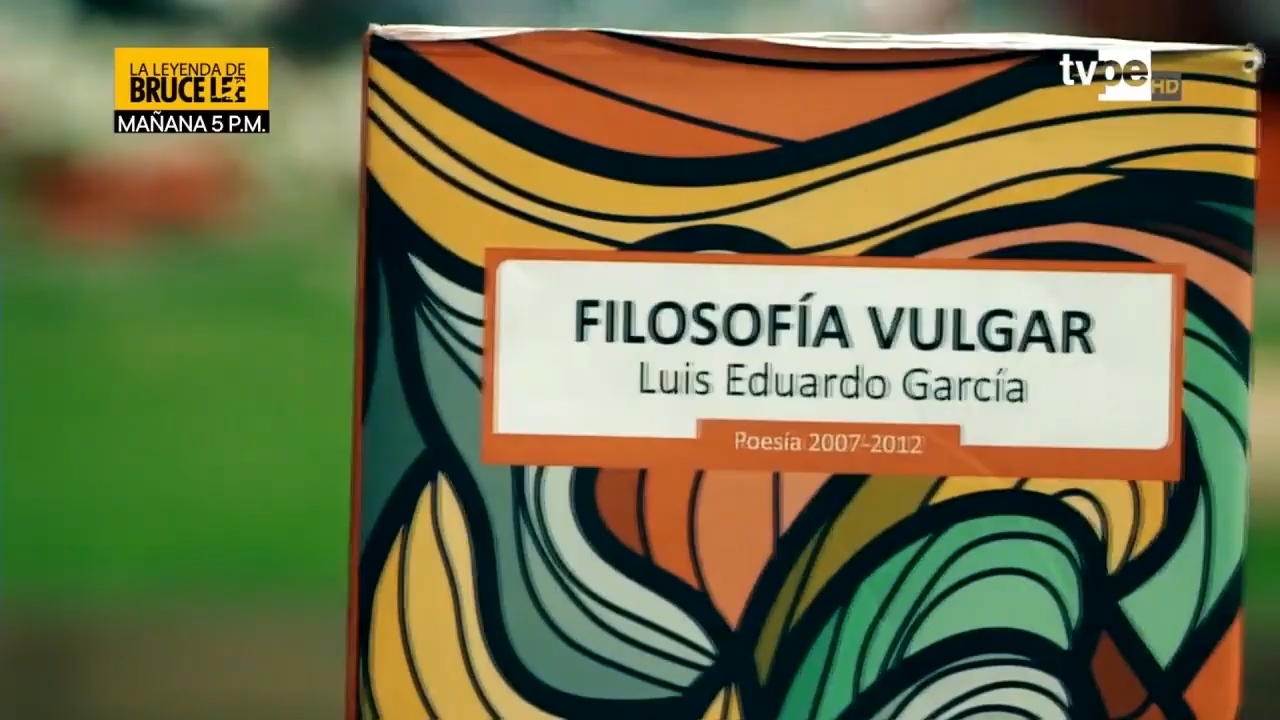 LA LEYENDA DE
BRUCE LEE
MAÑANA 5 P.M.
tvpe HD
FILOSOFÍA VULGAR
Luis Eduardo García
Poesía 2007-2012